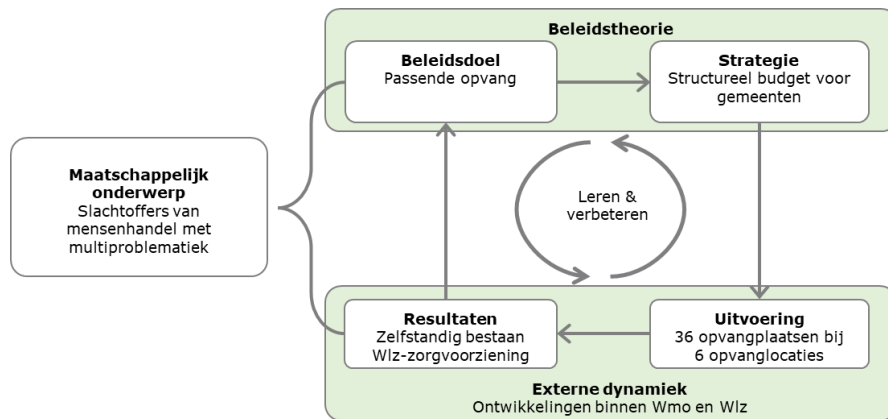 Beleidstheorie
Beleidsdoel
Passende opvang
Strategie
Structureel budget voor
gemeenten
Maatschappelijk
onderwerp
Slachtoffers van
mensenhandel met
multiproblematiek
Leren &
verbeteren
Resultaten
Zelfstandig bestaan
Wlz-zorgvoorziening
Uitvoering
36 opvangplaatsen bij
6 opvanglocaties
Externe dynamiek
Ontwikkelingen binnen Wmo en Wlz